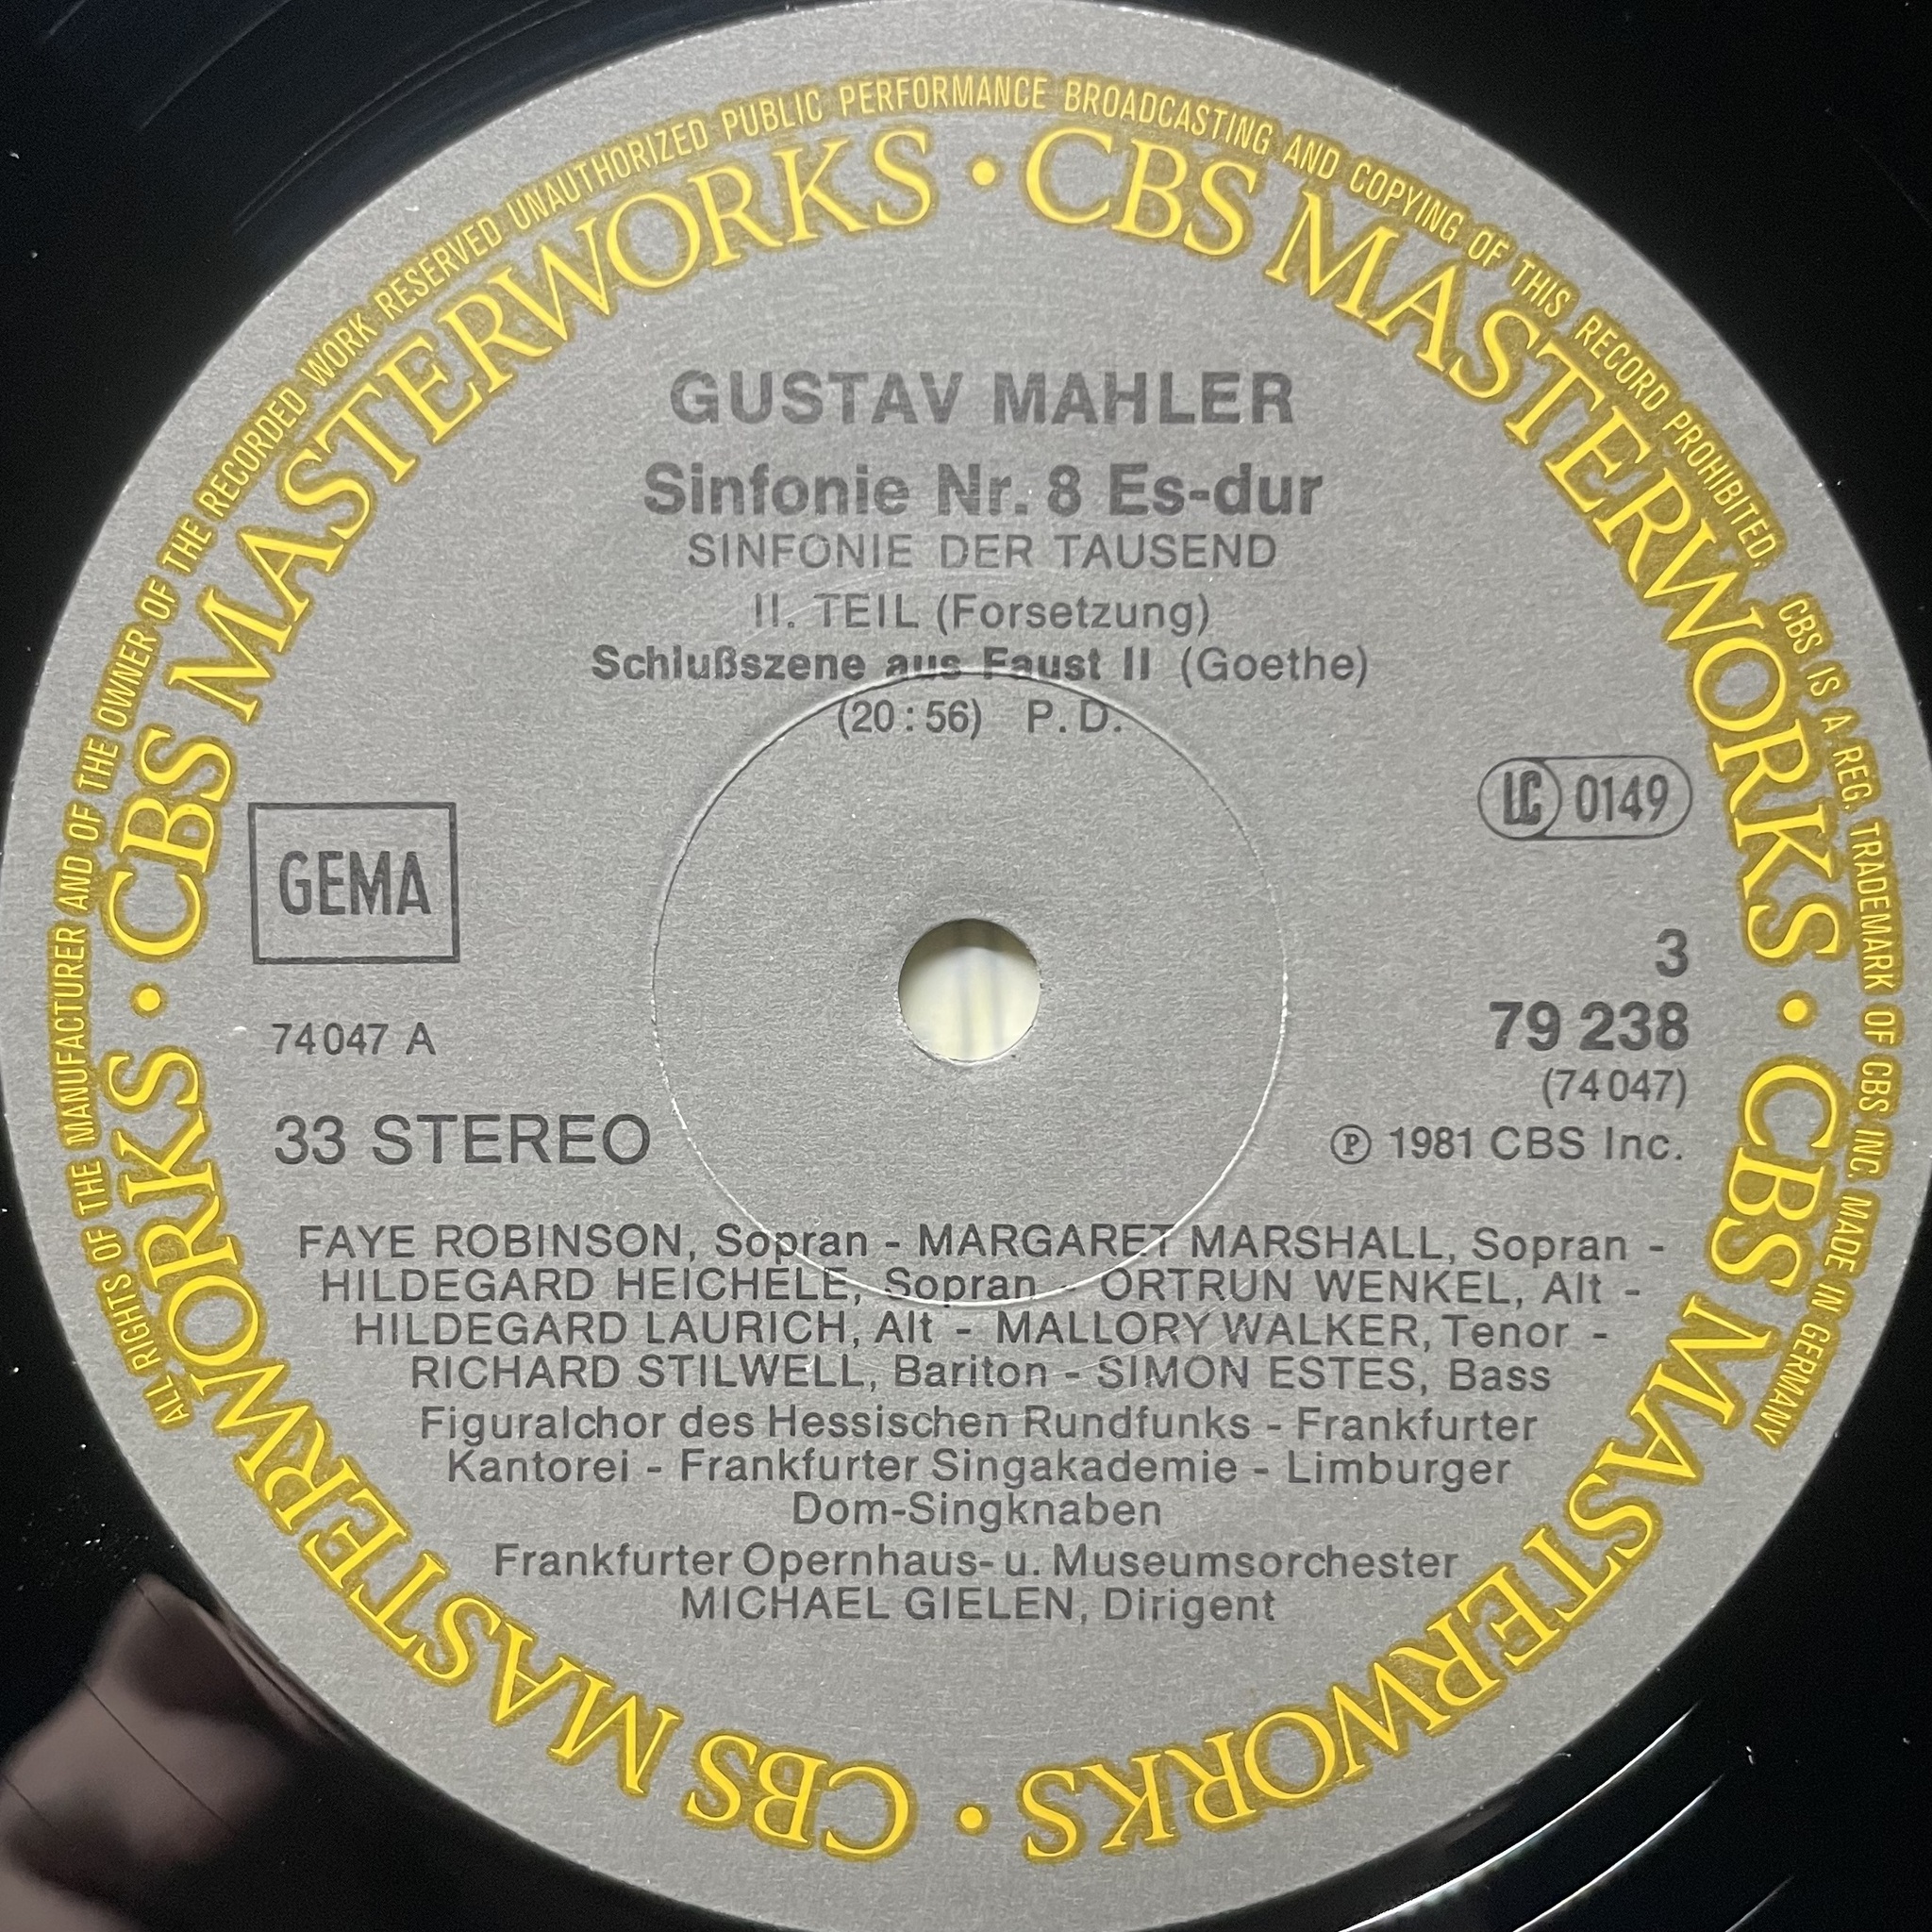 ALL RIGHTS OF THE MANUFACTURER AND OF THE OWNER OF THE RECORDED WORK RESERVED UNAUTHORIZED PUBLIC PERFORMANCE BROADCASTING AND COPYING OF THIS RECORD PROHIBITED. CBS IS A REG. TRADEMARK OF CBS INC. MADE IN GERMANY
CBS MASTERWORKS • CBS MASTERWORKS • CBS MASTERWORKS • CBS MASTERWORKS •
GUSTAV MAHLER
Sinfonie Nr. 8 Es-dur
SINFONIE DER TAUSEND
II. TEIL (Forsetzung)
Schlußszene aus Faust II (Goethe)
(20:56) P.D.
LC 0149
GEMA
3
79 238
74047 A
(74047)
33 STEREO
Ⓟ 1981 CBS Inc.
FAYE ROBINSON, Sopran - MARGARET MARSHALL, Sopran -
HILDEGARD HEICHELE, Sopran - ORTRUN WENKEL, Alt -
HILDEGARD LAURICH, Alt - MALLORY WALKER, Tenor -
RICHARD STILWELL, Bariton - SIMON ESTES, Bass
Figuralchor des Hessischen Rundfunks - Frankfurter
Kantorei - Frankfurter Singakademie - Limburger
Dom-Singknaben
Frankfurter Opernhaus- u. Museumsorchester
MICHAEL GIELEN, Dirigent